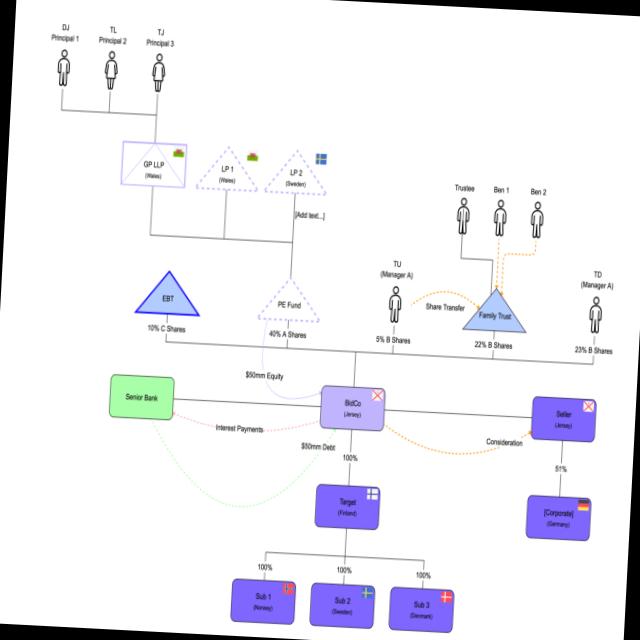 DJ
Principal 1
TL
Principal 2
TJ
Principal 3
GP LLP
(Wales)
LP 1
(Wales)
LP 2
(Sweden)
[Add text...]
Trustee
Ben 1
Ben 2
TU
(Manager A)
TD
(Manager A)
EBT
PE Fund
Share Transfer
Family Trust
10% C Shares
40% A Shares
5% B Shares
22% B Shares
23% B Shares
$50mm Equity
Senior Bank
BidCo
(Jersey)
Seller
(Jersey)
Interest Payments
$50mm Debt
Consideration
100%
51%
Target
(Finland)
[Corporate]
(Germany)
100%
100%
100%
Sub 1
(Norway)
Sub 2
(Sweden)
Sub 3
(Denmark)